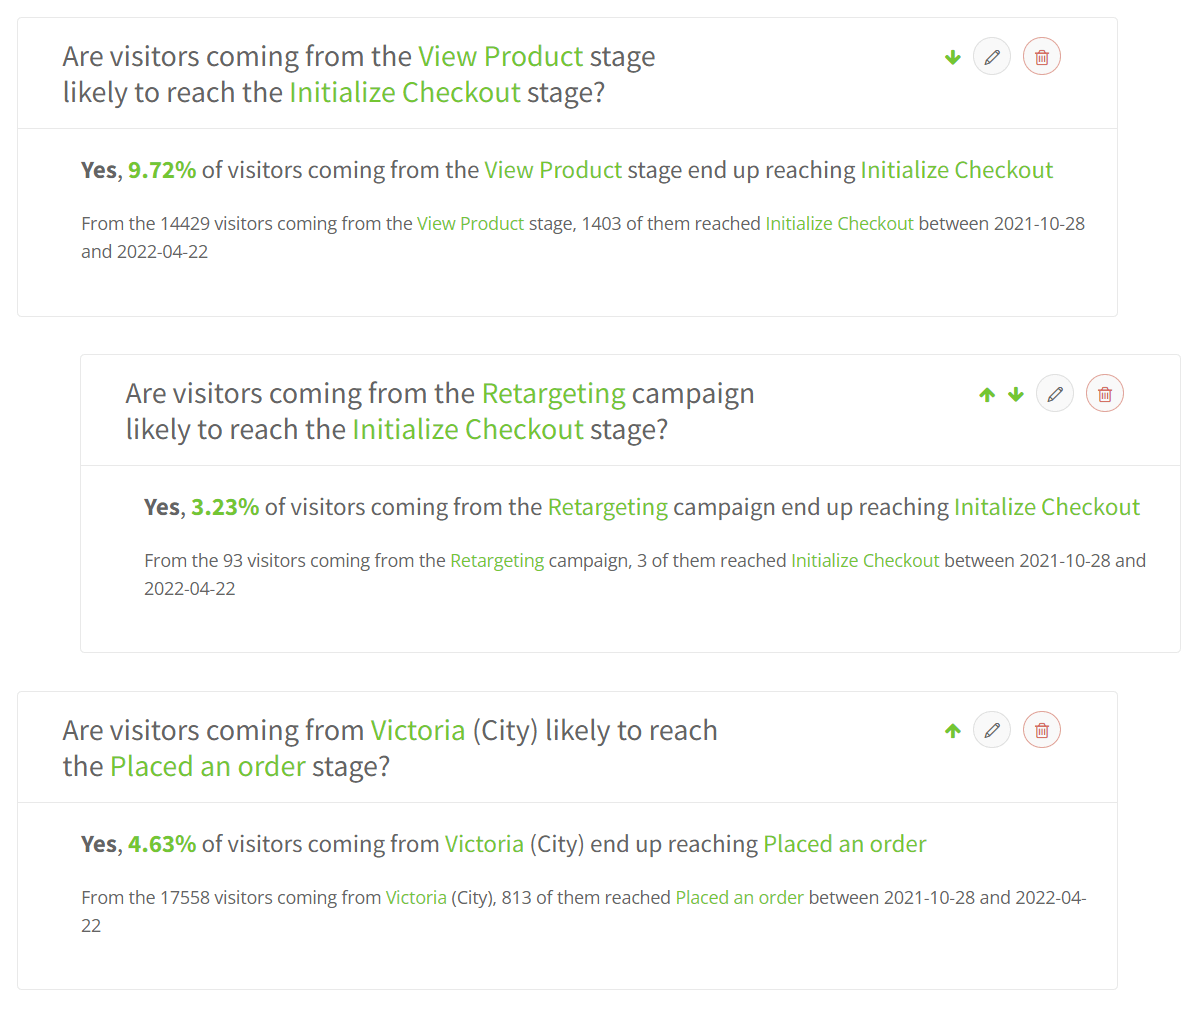 Are visitors coming from the View Product stage
likely to reach the Initialize Checkout stage?
Yes, 9.72% of visitors coming from the View Product stage end up reaching Initialize Checkout
From the 14429 visitors coming from the View Product stage, 1403 of them reached Initialize Checkout between 2021-10-28
and 2022-04-22
Are visitors coming from the Retargeting campaign
likely to reach the Initialize Checkout stage?
Yes, 3.23% of visitors coming from the Retargeting campaign end up reaching Initalize Checkout
From the 93 visitors coming from the Retargeting campaign, 3 of them reached Initialize Checkout between 2021-10-28 and
2022-04-22
Are visitors coming from Victoria (City) likely to reach
the Placed an order stage?
Yes, 4.63% of visitors coming from Victoria (City) end up reaching Placed an order
From the 17558 visitors coming from Victoria (City), 813 of them reached Placed an order between 2021-10-28 and 2022-04-
22